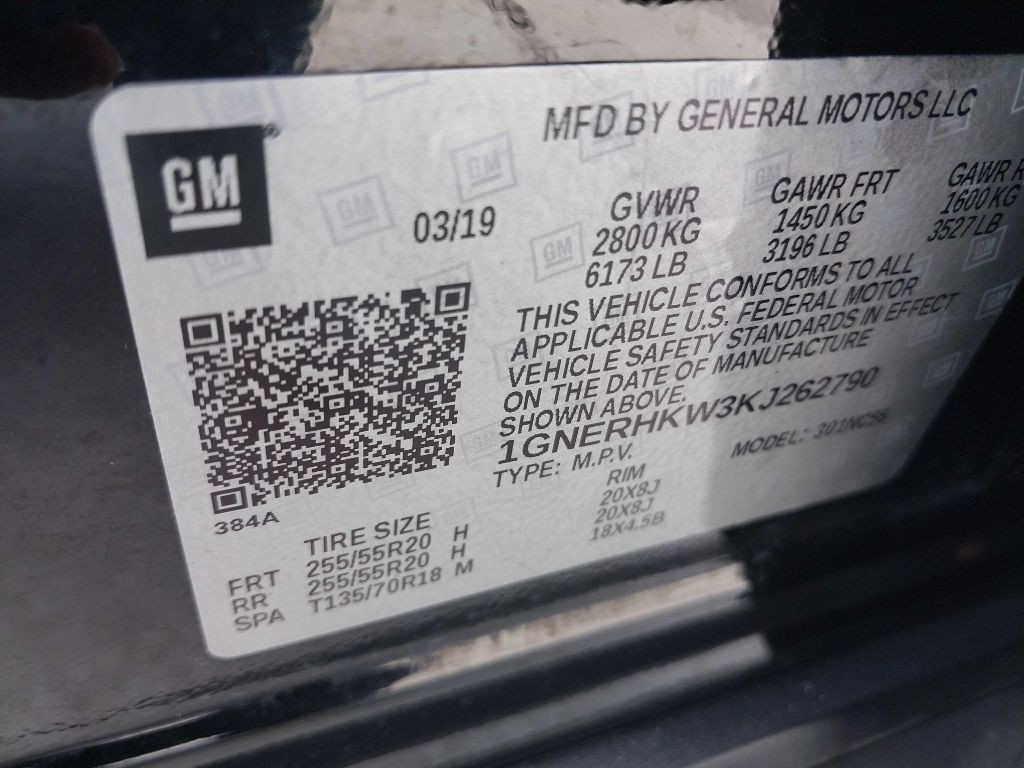 GM
MFD BY GENERAL MOTORS LLC
03/19
GVWR
2800 KG
6173 LB
GAWR FRT
1450 KG
3196 LB
GAWR
1600 KG
3527 LB
THIS VEHICLE CONFORMS TO ALL
APPLICABLE U.S. FEDERAL MOTOR
VEHICLE SAFETY STANDARDS IN EFFECT
ON THE DATE OF MANUFACTURE
SHOWN ABOVE.
1GNERHKW3KJ262790
TYPE: M.P.V.
MODEL:
384A
TIRE SIZE RIM
FRT 255/55R20 H 20X8J
RR 255/55R20 H 20X8J
SPA T135/70R18 M 18X4.5B